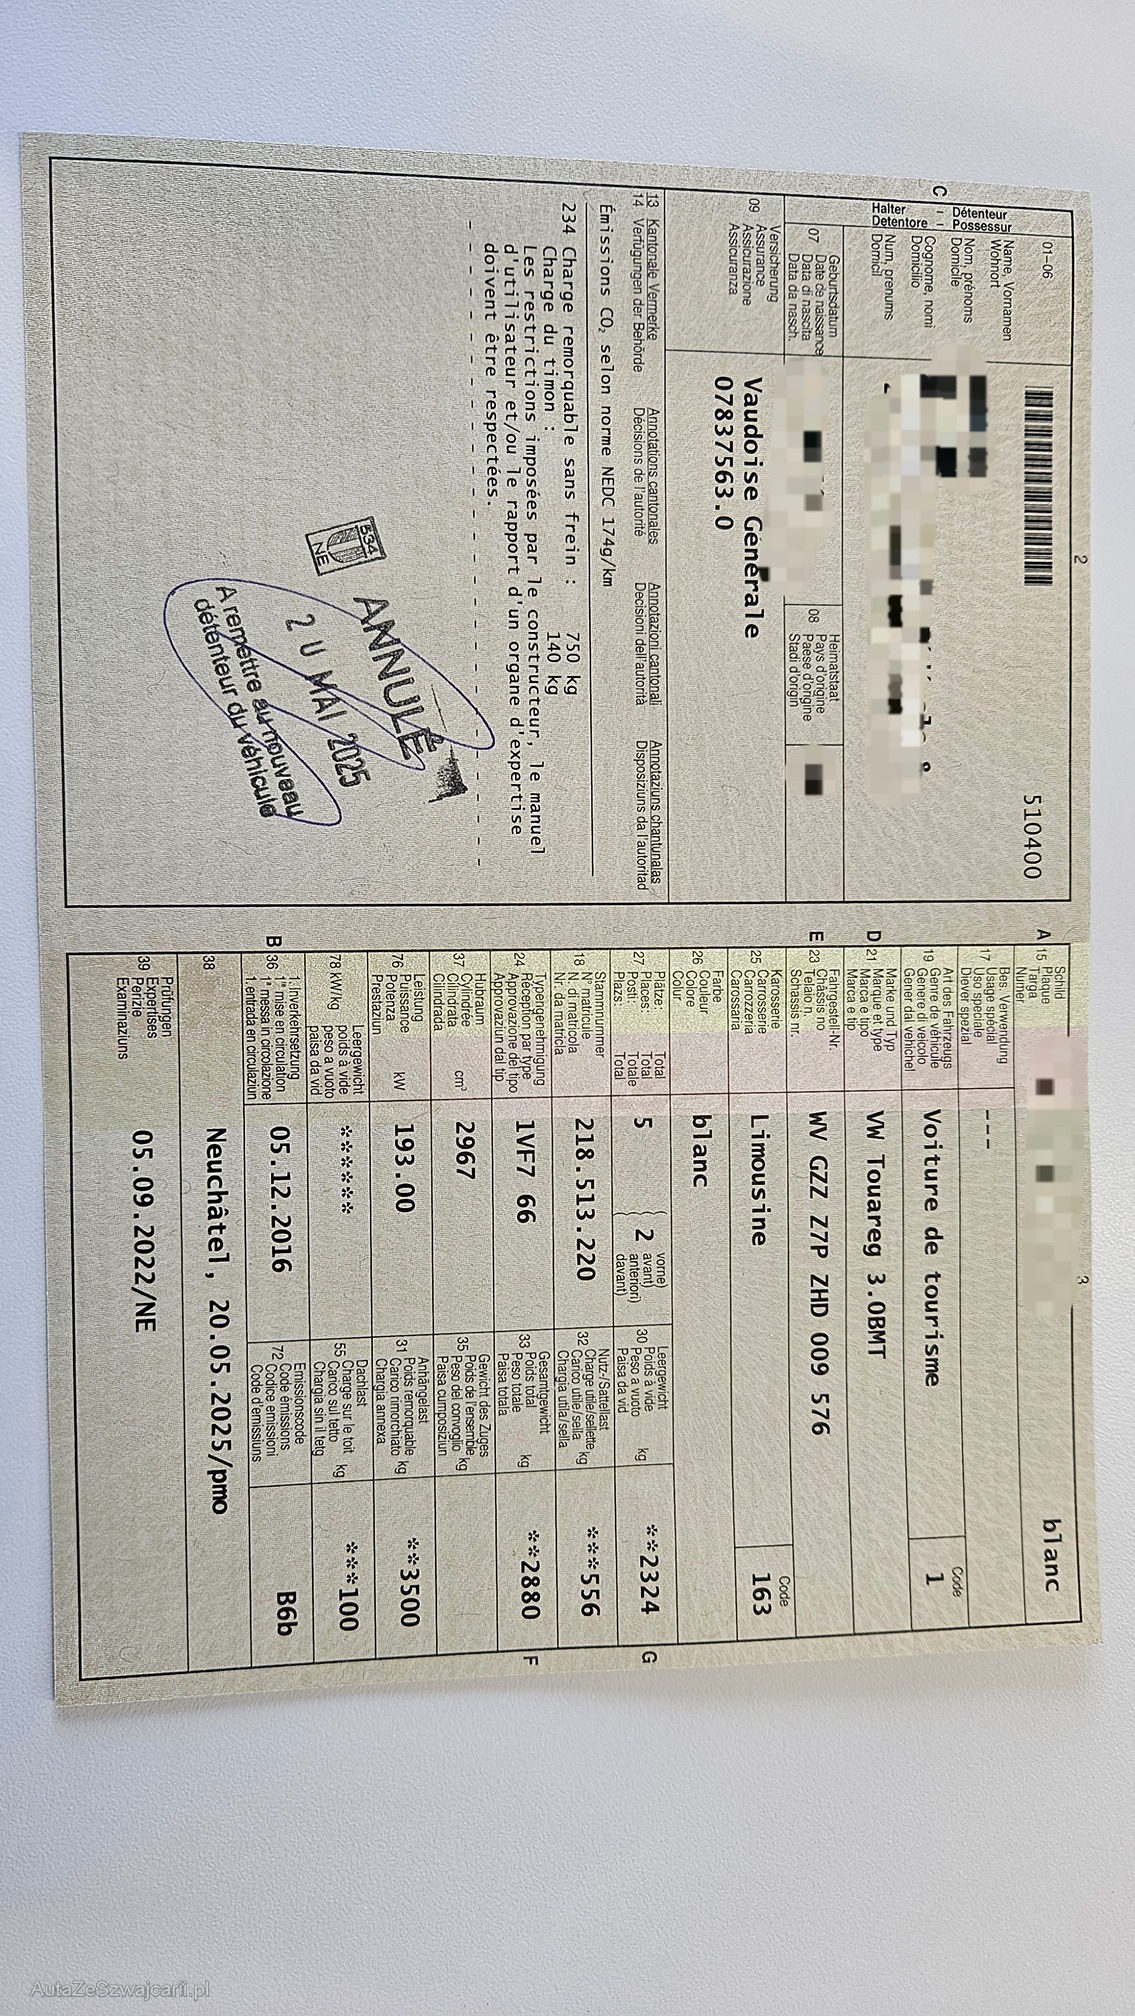 2
510400
C
01-06
Name, Vornamen
Wohnort
Détenteur
Possessur
Nom, prénoms
Domicile
Cognome, nomi
Domicilio
Halter
Detentore
Num, prenums
Domicil
07
Geburtsdatum
Date de naissance
Data di nascita
Data da nasch.
08
Heimatstaat
Pays d'origine
Paese d'origine
Stadi d'origin
09
Versicherung
Assurance
Assicurazione
Assicuranza
Vaudoise Générale
07837563.0
13 Kantonale Vermerke Annotations cantonales Annotazioni cantonali Annotaziuns chantunalas
14 Verfügungen der Behörde Décisions de l'autorité Decisioni dell'autorità Disposiziuns da l'autoritad
Émissions CO₂ selon norme NEDC 174g/km
234 Charge remorquable sans frein : 750 kg
Charge du timon : 140 kg
Les restrictions imposées par le constructeur, le manuel
d'utilisateur et/ou le rapport d'un organe d'expertise
doivent être respectées.
534
NE
ANNULÉ
2 0 MAI 2025
A remettre au nouveau
détenteur du véhicule
3
A 15
Schild
Plaque
Targa
Numer
blanc
17
Bes. Verwendung
Usage spécial
Uso speciale
Diever spezial
---
19
Art des Fahrzeugs
Genre de véhicule
Genere di veicolo
Gener dal vehichel
Voiture de tourisme
Code
1
D 21
Marke und Typ
Marque et type
Marca e tipo
Marca e tip
VW Touareg 3.0BMT
E 23
Fahrgestell-Nr.
Châssis no
Telaio n.
Schassis nr.
WV GZZ Z7P ZHD 009 576
25
Karosserie
Carrosserie
Carrozzeria
Carossaria
Limousine
Code
163
26
Farbe
Couleur
Colore
Colur
blanc
27
Plätze: Total
Places: Total
Posti: Totale
Plazs: Total
5
2
vorne)
avant)
anteriori)
davant)
30
Leergewicht
Poids à vide
Peso a vuoto kg
Paisa da vid
**2324
G
18
Stammnummer
N° matricule
N. di matricola
Nr. da matricla
218.513.220
32
Nutz-/Sattellast
Charge utile/sellette
Carico utile/sella kg
Chargia utila/sella
***556
24
Typengenehmigung
Réception par type
Approvazione del tipo
Approvaziun dal tip
1VF7 66
33
Gesamtgewicht
Poids total
Peso totale kg
Paisa totala
**2880
F
37
Hubraum
Cylindrée
Cilindrata cm³
Cilindrada
2967
35
Gewicht des Zuges
Poids de l'ensemble
Peso del convoglio kg
Paisa cumposiziun
76
Leistung
Puissance
Potenza kW
Prestaziun
193.00
31
Anhängelast
Poids remorquable
Carico rimorchiato kg
Chargia annexa
**3500
78 kW/kg
Leergewicht
poids à vide
peso a vuoto
paisa da vid
******
55
Dachlast
Charge sur le toit
Carico sul tetto kg
Chargia sin il tetg
***100
B 36
1. Inverkehrsetzung
1re mise en circulation
1a messa in circolazione
1. entrada en circulaziun
05.12.2016
72
Emissionscode
Code émissions
Codice emissioni
Code d'emissiuns
B6b
38
Neuchâtel, 20.05.2025/pmo
39
Prüfungen
Expertises
Perizie
Examinaziuns
05.09.2022/NE
AutaZeSzwajcarii.pl